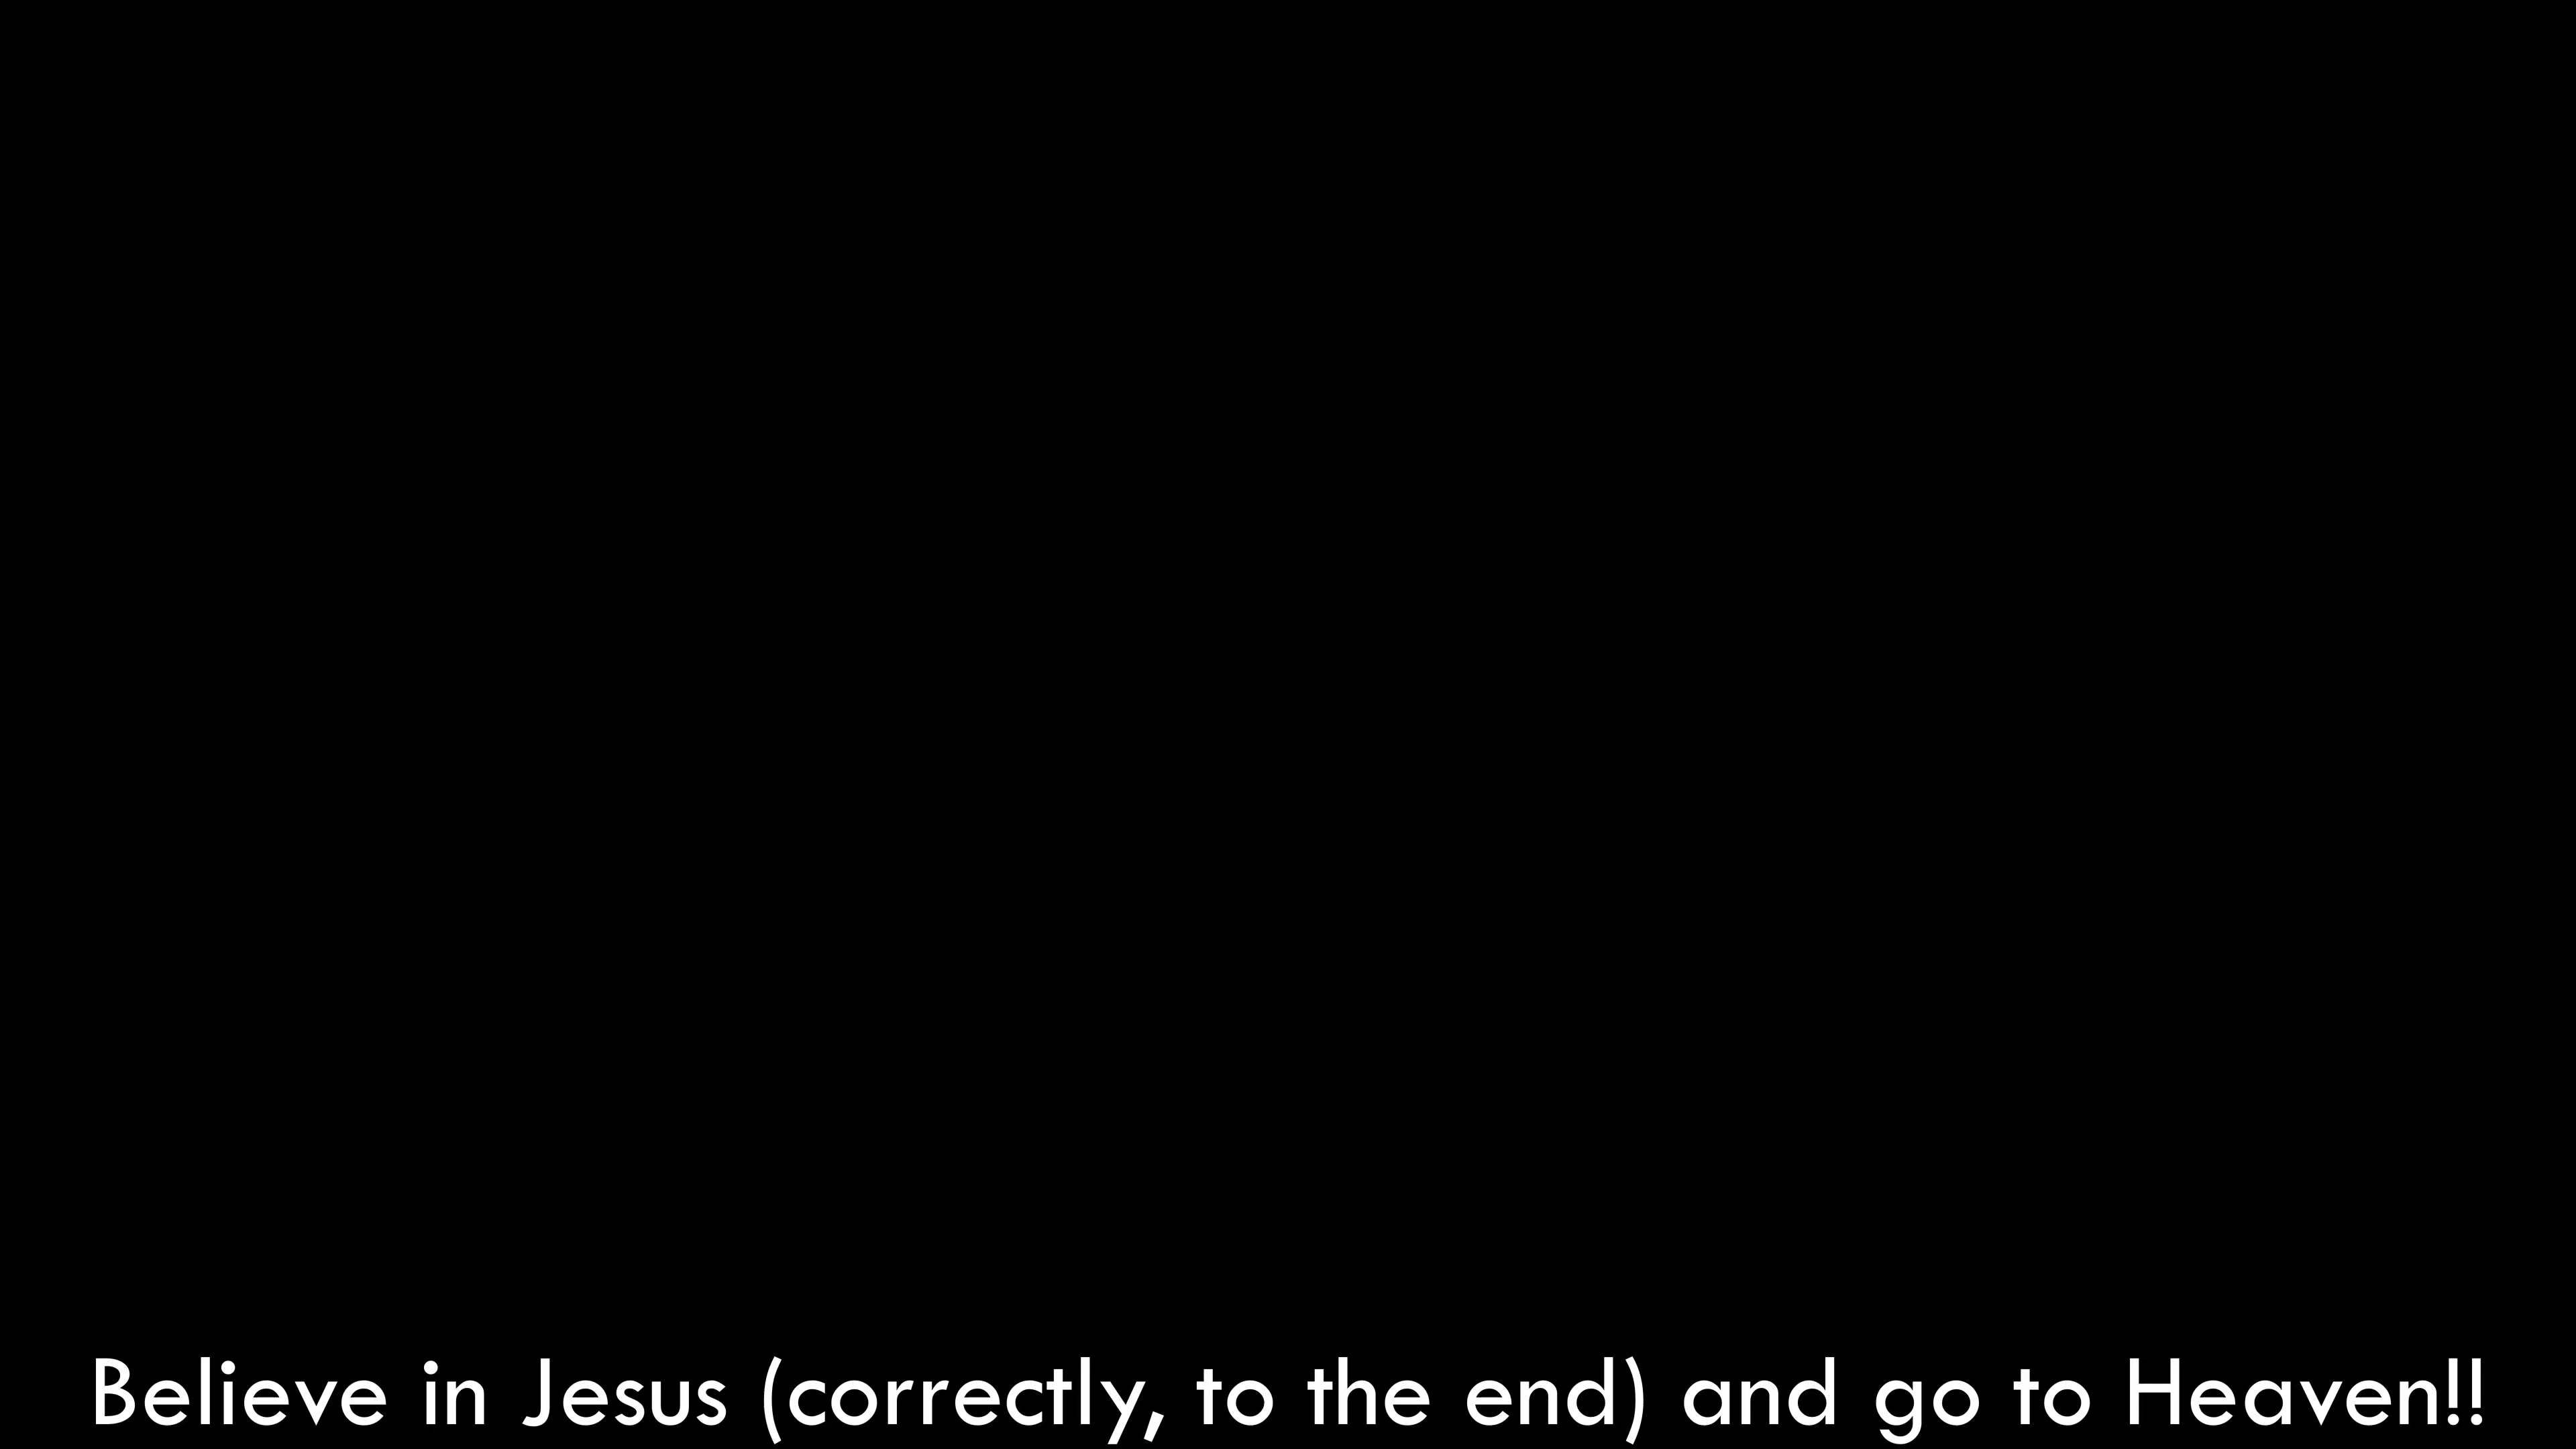 Believe in Jesus (correctly, to the end) and go to Heaven!!